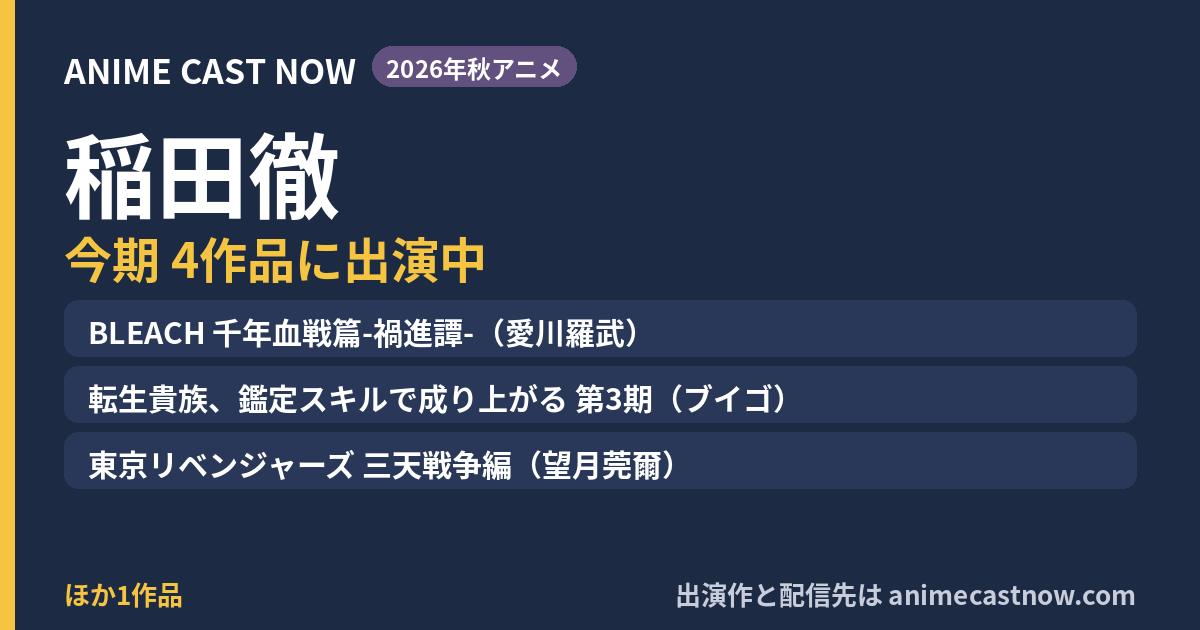 ANIME CAST NOW 2026年秋アニメ
稲田徹
今期 4作品に出演中
BLEACH 千年血戦篇-禍進譚-（愛川羅武）
転生貴族、鑑定スキルで成り上がる 第3期（ブイゴ）
東京リベンジャーズ 三天戦争編（望月莞爾）
ほか1作品
出演作と配信先は animecastnow.com